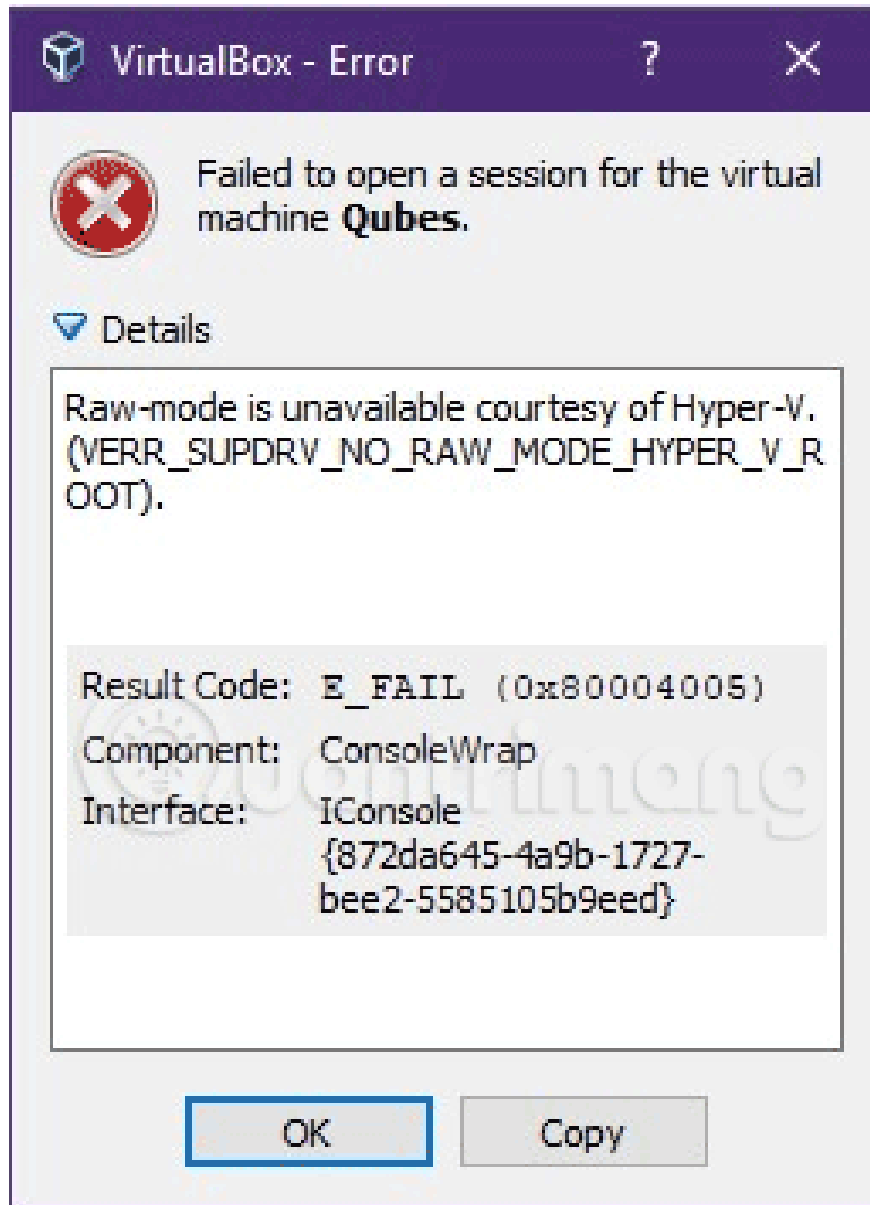 VirtualBox - Error ? ×
Failed to open a session for the virtual
machine Qubes.
Details
Raw-mode is unavailable courtesy of Hyper-V.
(VERR_SUPDRV_NO_RAW_MODE_HYPER_V_R
OOT).
Result Code: E_FAIL (0x80004005)
Component: ConsoleWrap
uantrimang
Interface: IConsole
{872da645-4a9b-1727-
bee2-5585105b9eed}
OK Copy